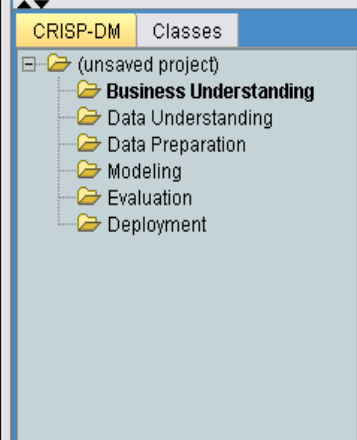 CRISP-DM Classes
(unsaved project)
Business Understanding
Data Understanding
Data Preparation
Modeling
Evaluation
Deployment